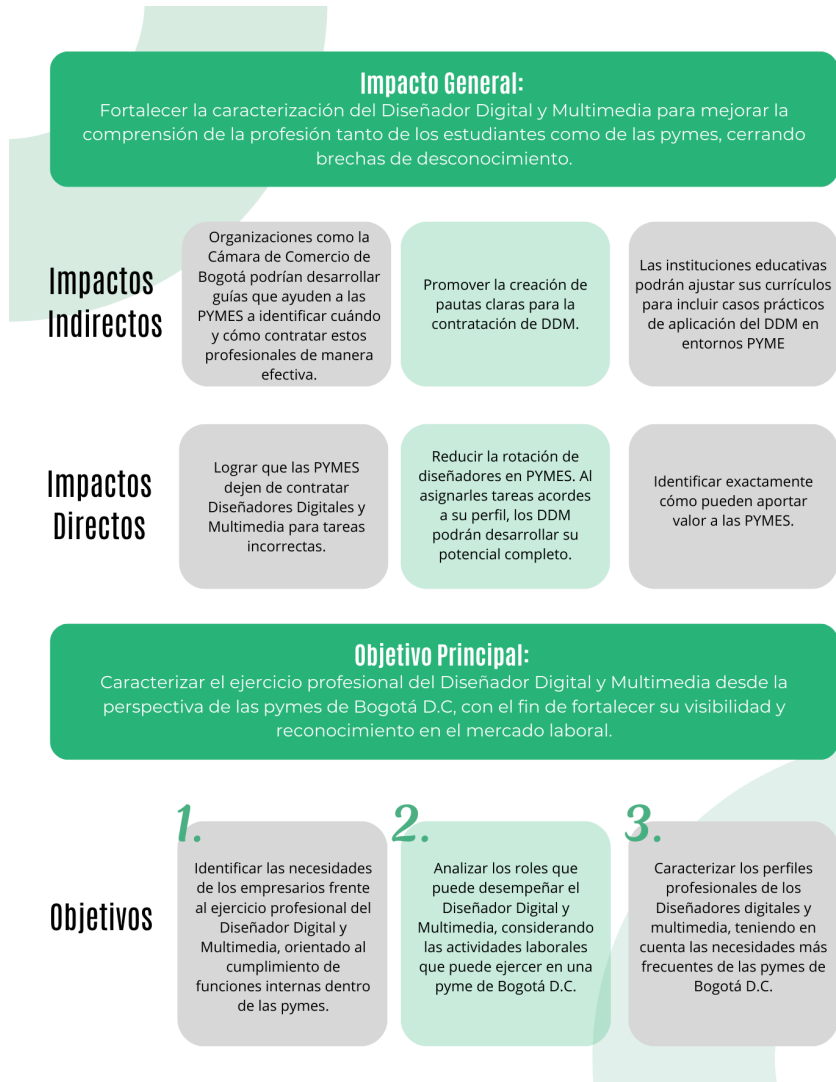 Impacto General:
Fortalecer la caracterización del Diseñador Digital y Multimedia para mejorar la
comprensión de la profesión tanto de los estudiantes como de las pymes, cerrando
brechas de desconocimiento.
Impactos
Indirectos
Organizaciones como la
Cámara de Comercio de
Bogotá podrían desarrollar
guías que ayuden a las
PYMES a identificar cuándo
y cómo contratar estos
profesionales de manera
efectiva.
Promover la creación de
pautas claras para la
contratación de DDM.
Las instituciones educativas
podrán ajustar sus currículos
para incluir casos prácticos
de aplicación del DDM en
entornos PYME
Impactos
Directos
Lograr que las PYMES
dejen de contratar
Diseñadores Digitales y
Multimedia para tareas
incorrectas.
Reducir la rotación de
diseñadores en PYMES. Al
asignarles tareas acordes
a su perfil, los DDM
podrán desarrollar su
potencial completo.
Identificar exactamente
cómo pueden aportar
valor a las PYMES.
Objetivo Principal:
Caracterizar el ejercicio profesional del Diseñador Digital y Multimedia desde la
perspectiva de las pymes de Bogotá D.C, con el fin de fortalecer su visibilidad y
reconocimiento en el mercado laboral.
Objetivos
1.
Identificar las necesidades
de los empresarios frente
al ejercicio profesional del
Diseñador Digital y
Multimedia, orientado al
cumplimiento de
funciones internas dentro
de las pymes.
2.
Analizar los roles que
puede desempeñar el
Diseñador Digital y
Multimedia, considerando
las actividades laborales
que puede ejercer en una
pyme de Bogotá D.C.
3.
Caracterizar los perfiles
profesionales de los
Diseñadores digitales y
multimedia, teniendo en
cuenta las necesidades más
frecuentes de las pymes de
Bogotá D.C.